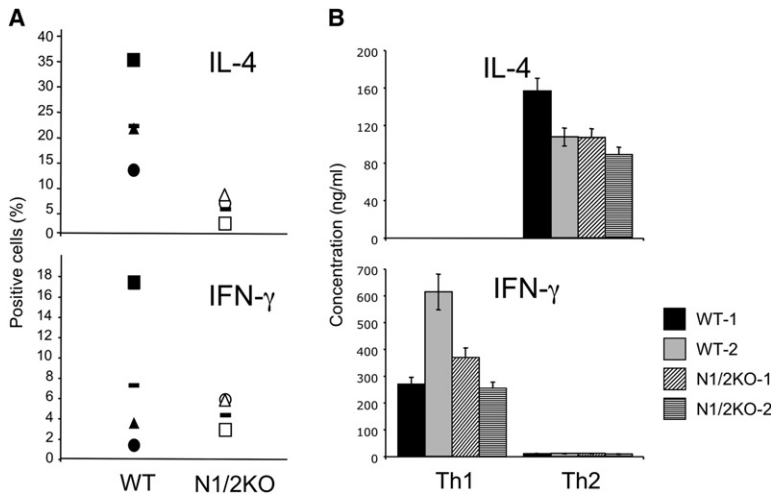 A
Positive cells (%)
IL-4
40
35
30
25
20
15
10
5
0
IFN-γ
18
16
14
12
10
8
6
4
2
0
WT N1/2KO
B
Concentration (ng/ml)
IL-4
200
160
120
80
40
0
IFN-γ
700
600
500
400
300
200
100
0
Th1 Th2
WT-1
WT-2
N1/2KO-1
N1/2KO-2